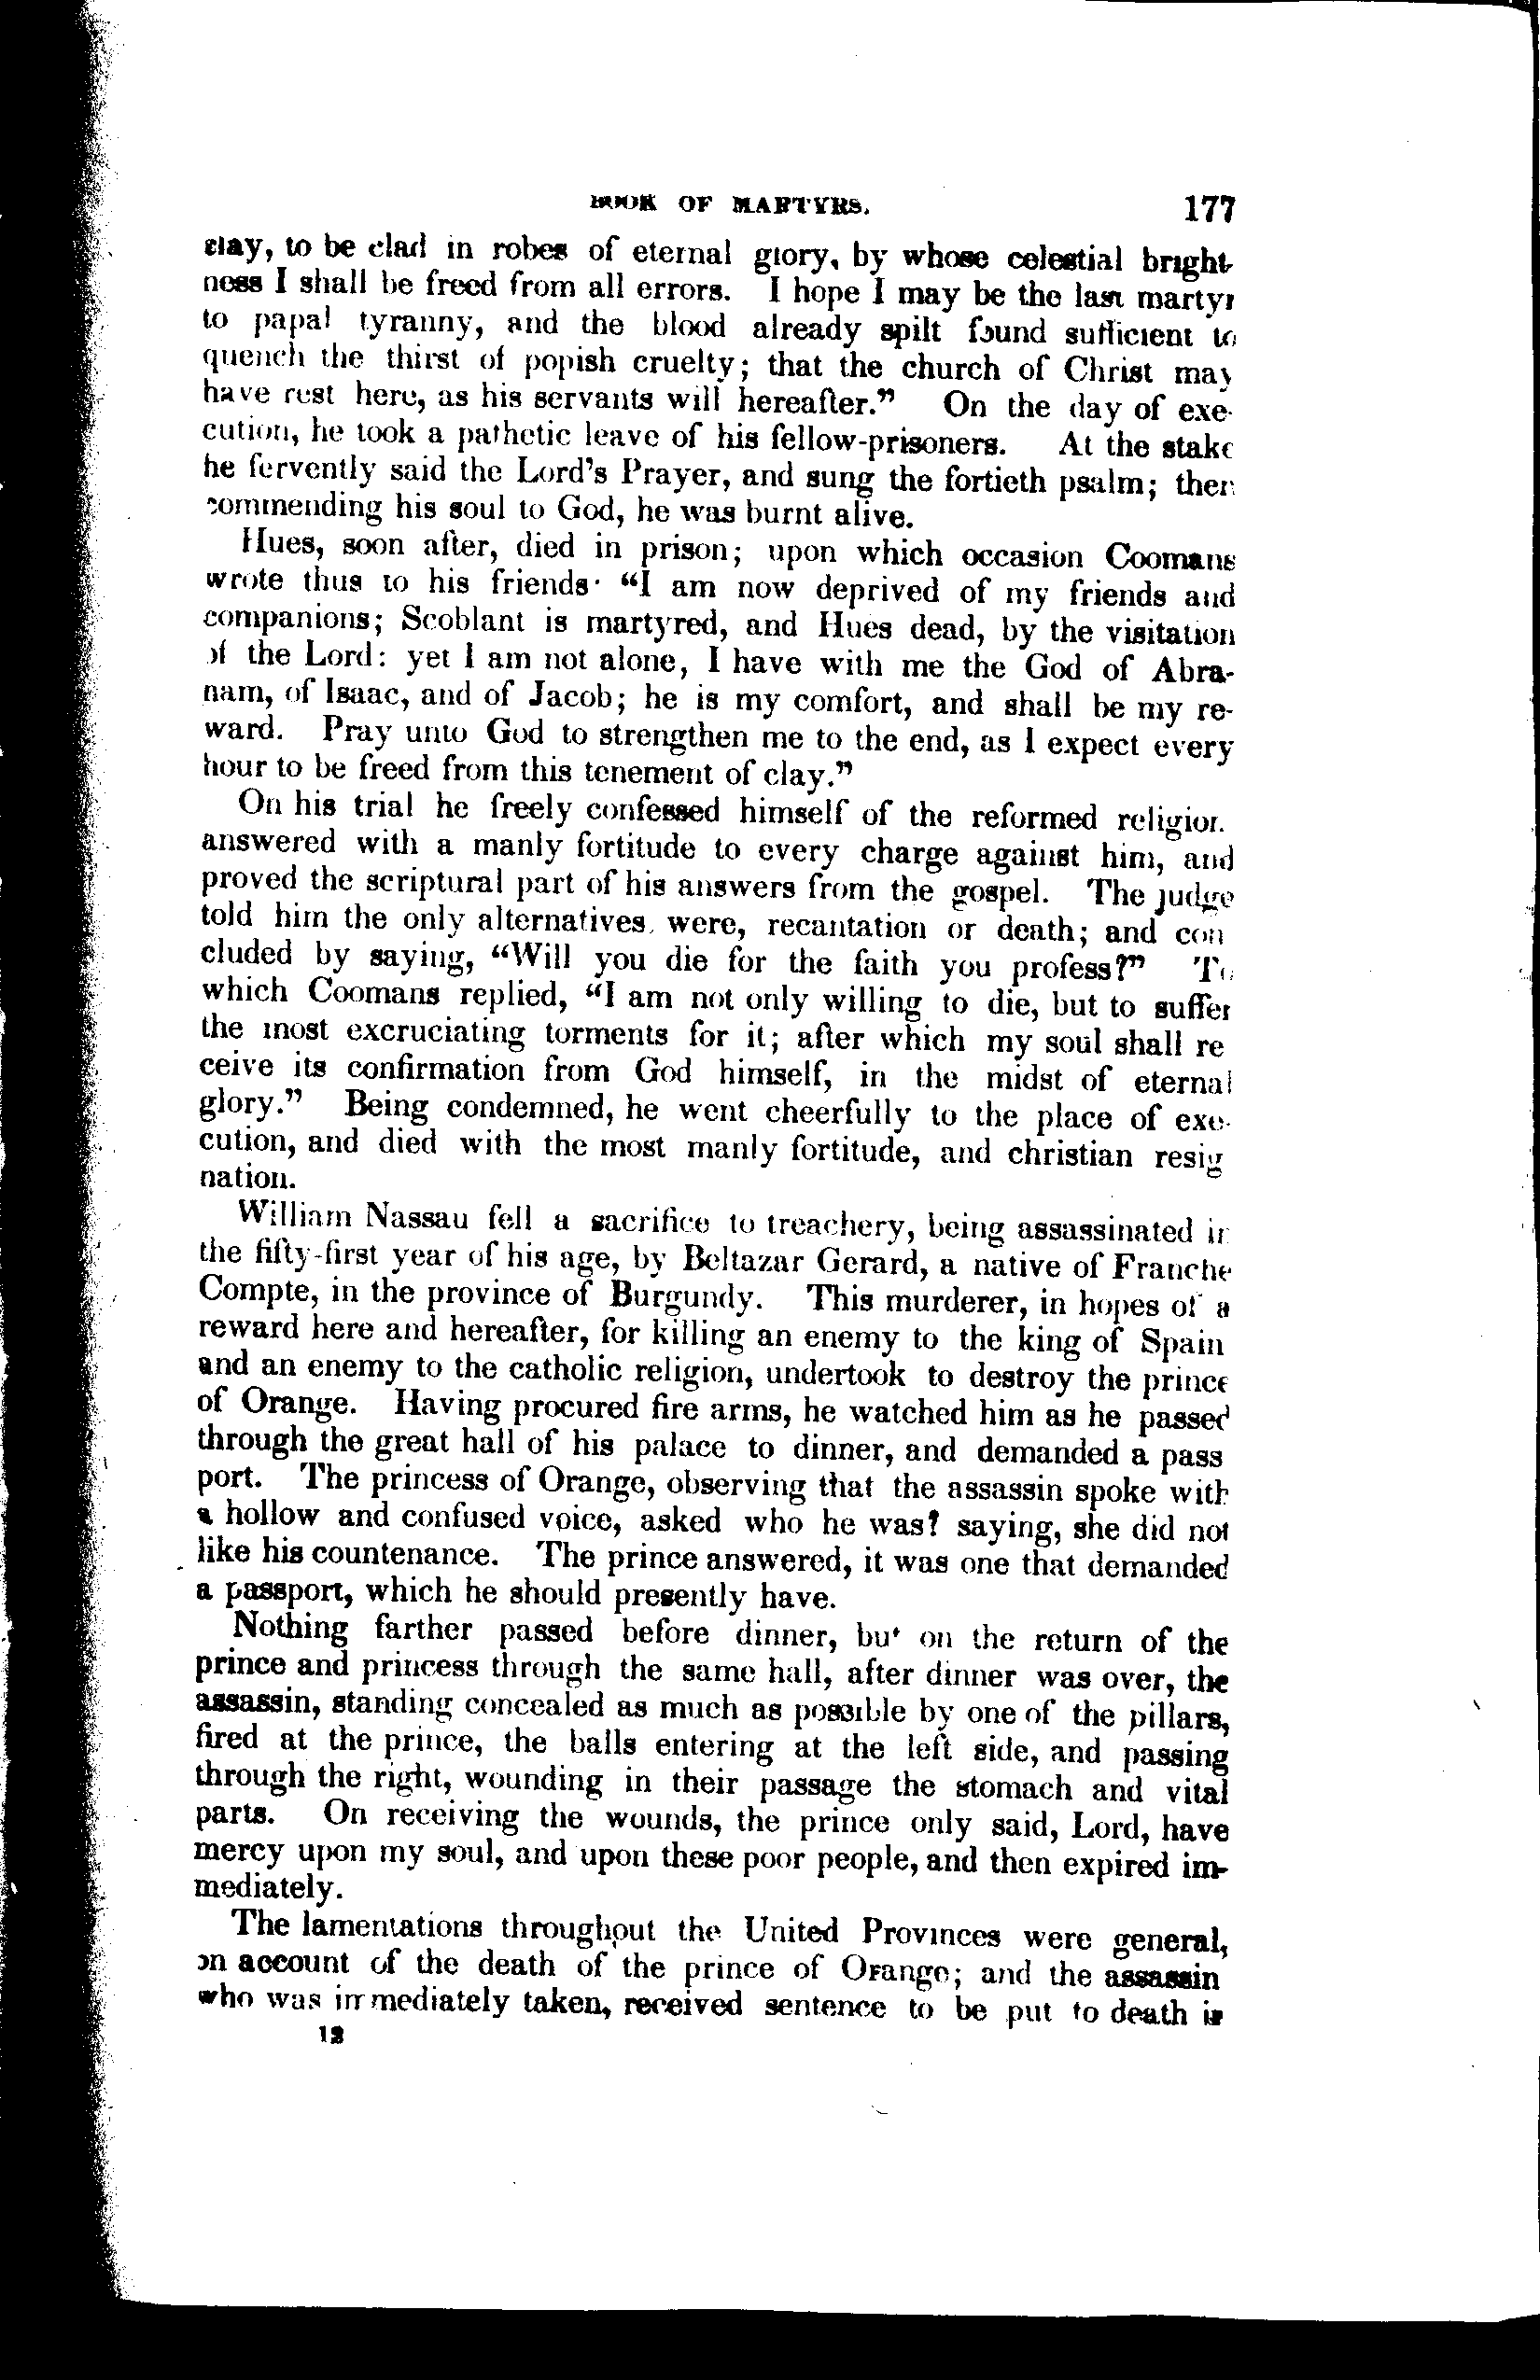 BOOK OF MARTYRS. 177
clay, to be clad in robes of eternal glory, by whose celestial bright-
ness I shall be freed from all errors. I hope I may be the last martyr
to papal tyranny, and the blood already spilt found sufficient to
quench the thirst of popish cruelty; that the church of Christ may
have rest here, as his servants will hereafter." On the day of exe-
cution, he took a pathetic leave of his fellow-prisoners. At the stake
he fervently said the Lord's Prayer, and sung the fortieth psalm; then
commending his soul to God, he was burnt alive.
Hues, soon after, died in prison; upon which occasion Coomans
wrote thus to his friends· "I am now deprived of my friends and
companions; Scoblant is martyred, and Hues dead, by the visitation
of the Lord: yet I am not alone, I have with me the God of Abra-
ham, of Isaac, and of Jacob; he is my comfort, and shall be my re-
ward. Pray unto God to strengthen me to the end, as I expect every
hour to be freed from this tenement of clay."
On his trial he freely confessed himself of the reformed religion.
answered with a manly fortitude to every charge against him, and
proved the scriptural part of his answers from the gospel. The judge
told him the only alternatives, were, recantation or death; and con
cluded by saying, "Will you die for the faith you profess?" To
which Coomans replied, "I am not only willing to die, but to suffer
the most excruciating torments for it; after which my soul shall re
ceive its confirmation from God himself, in the midst of eternal
glory." Being condemned, he went cheerfully to the place of exe-
cution, and died with the most manly fortitude, and christian resig
nation.
William Nassau fell a sacrifice to treachery, being assassinated in
the fifty-first year of his age, by Beltazar Gerard, a native of Franche
Compte, in the province of Burgundy. This murderer, in hopes of a
reward here and hereafter, for killing an enemy to the king of Spain
and an enemy to the catholic religion, undertook to destroy the prince
of Orange. Having procured fire arms, he watched him as he passed
through the great hall of his palace to dinner, and demanded a pass
port. The princess of Orange, observing that the assassin spoke with
a hollow and confused voice, asked who he was? saying, she did not
like his countenance. The prince answered, it was one that demanded
a passport, which he should presently have.
Nothing farther passed before dinner, but on the return of the
prince and princess through the same hall, after dinner was over, the
assassin, standing concealed as much as possible by one of the pillars,
fired at the prince, the balls entering at the left side, and passing
through the right, wounding in their passage the stomach and vital
parts. On receiving the wounds, the prince only said, Lord, have
mercy upon my soul, and upon these poor people, and then expired im-
mediately.
The lamentations throughout the United Provinces were general,
on account of the death of the prince of Orange; and the assassin
who was immediately taken, received sentence to be put to death in
12